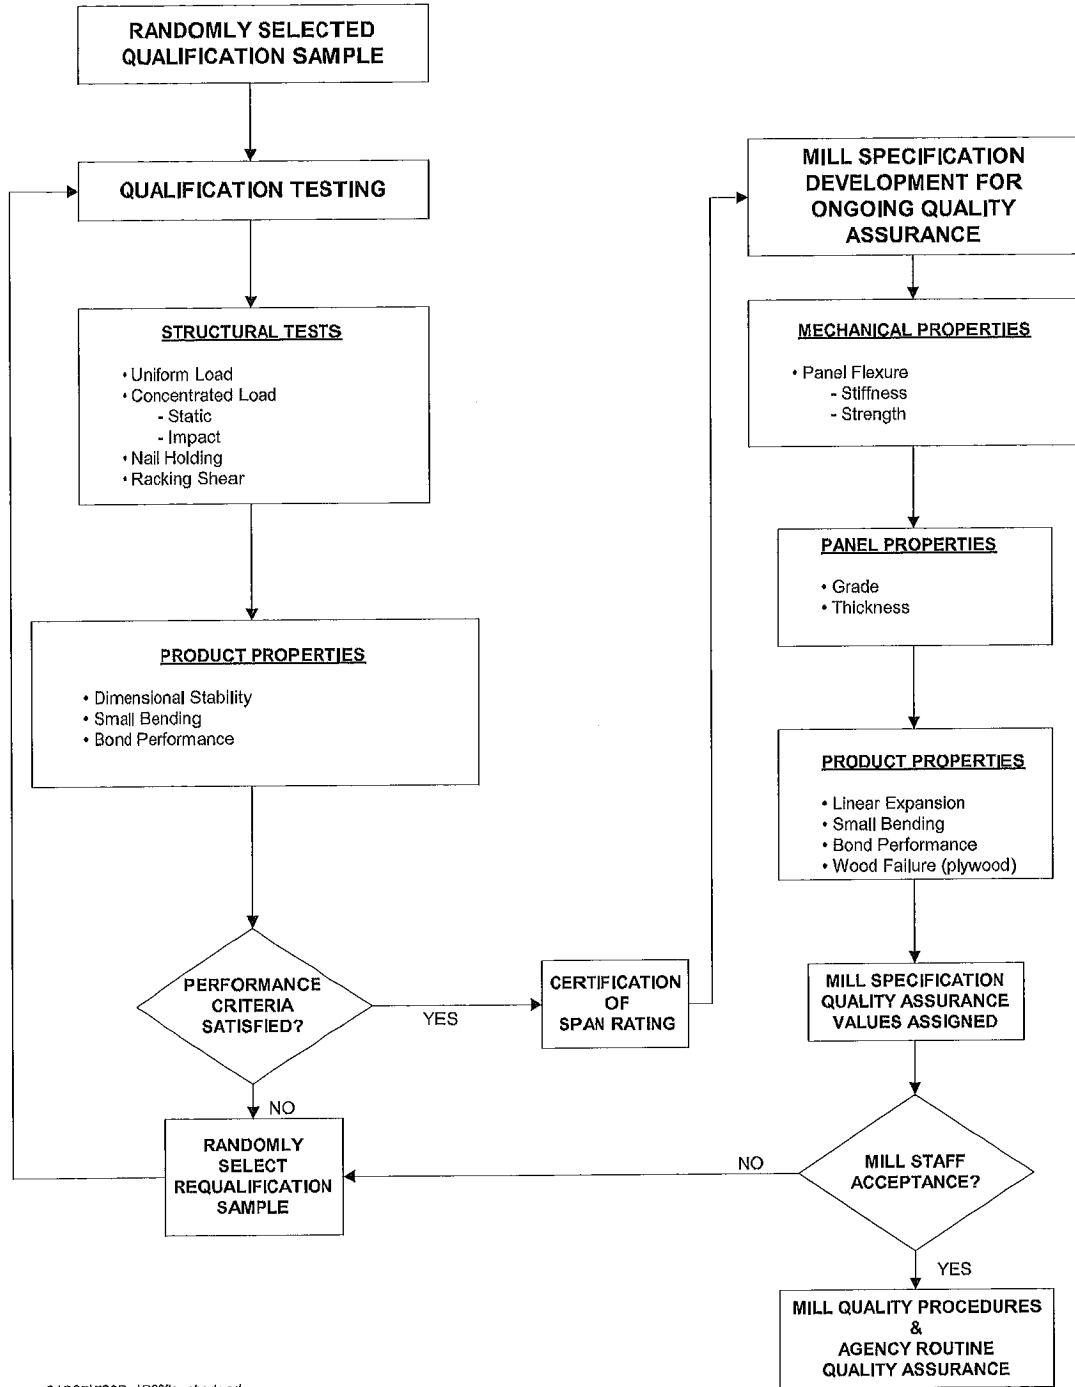 RANDOMLY SELECTED
QUALIFICATION SAMPLE
QUALIFICATION TESTING
STRUCTURAL TESTS
• Uniform Load
• Concentrated Load
- Static
- Impact
• Nail Holding
• Racking Shear
PRODUCT PROPERTIES
• Dimensional Stability
• Small Bending
• Bond Performance
PERFORMANCE
CRITERIA
SATISFIED?
YES
NO
CERTIFICATION
OF
SPAN RATING
RANDOMLY
SELECT
REQUALIFICATION
SAMPLE
MILL SPECIFICATION
DEVELOPMENT FOR
ONGOING QUALITY
ASSURANCE
MECHANICAL PROPERTIES
• Panel Flexure
- Stiffness
- Strength
PANEL PROPERTIES
• Grade
• Thickness
PRODUCT PROPERTIES
• Linear Expansion
• Small Bending
• Bond Performance
• Wood Failure (plywood)
MILL SPECIFICATION
QUALITY ASSURANCE
VALUES ASSIGNED
MILL STAFF
ACCEPTANCE?
NO
YES
MILL QUALITY PROCEDURES
&
AGENCY ROUTINE
QUALITY ASSURANCE